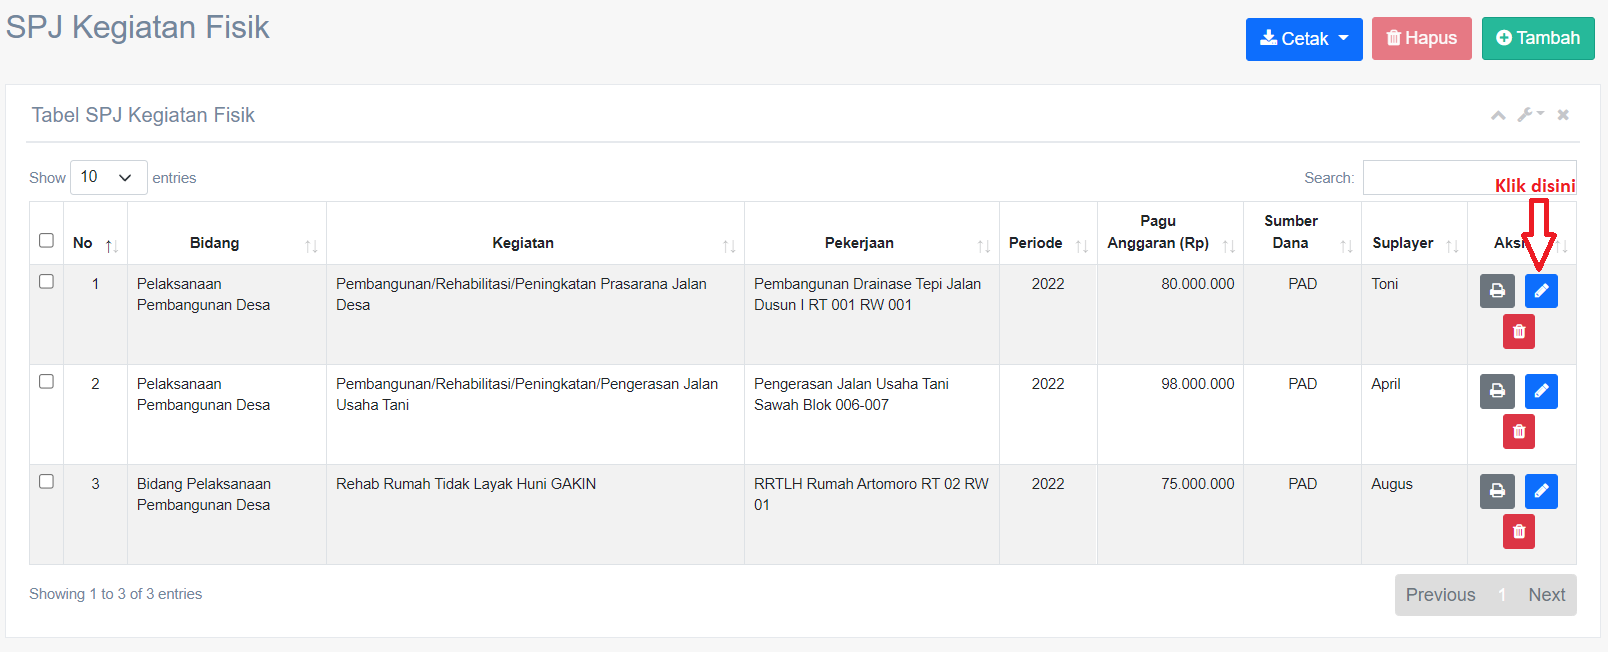 SPJ Kegiatan Fisik
Cetak
Hapus
Tambah
Tabel SPJ Kegiatan Fisik
Show 10 entries
Search:
Klik disini
No
Bidang
Kegiatan
Pekerjaan
Periode
Pagu
Anggaran (Rp)
Sumber
Dana
Suplayer
Aksi
1
Pelaksanaan
Pembangunan Desa
Pembangunan/Rehabilitasi/Peningkatan Prasarana Jalan
Desa
Pembangunan Drainase Tepi Jalan
Dusun I RT 001 RW 001
2022
80.000.000
PAD
Toni
2
Pelaksanaan
Pembangunan Desa
Pembangunan/Rehabilitasi/Peningkatan/Pengerasan Jalan
Usaha Tani
Pengerasan Jalan Usaha Tani
Sawah Blok 006-007
2022
98.000.000
PAD
April
3
Bidang Pelaksanaan
Pembangunan Desa
Rehab Rumah Tidak Layak Huni GAKIN
RRTLH Rumah Artomoro RT 02 RW
01
2022
75.000.000
PAD
Augus
Showing 1 to 3 of 3 entries
Previous 1 Next